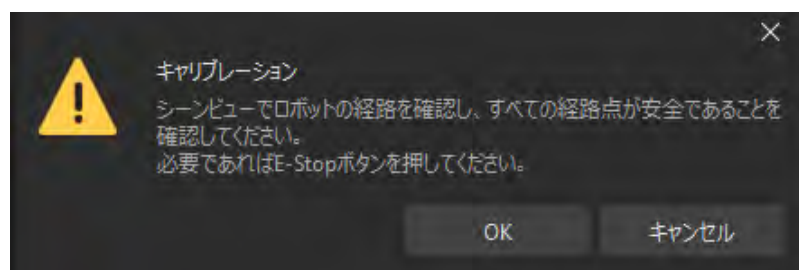 キャリブレーション
シーンビューでロボットの経路を確認し、すべての経路点が安全であることを
確認してください。
必要であればE-Stopボタンを押してください。
OK
キャンセル